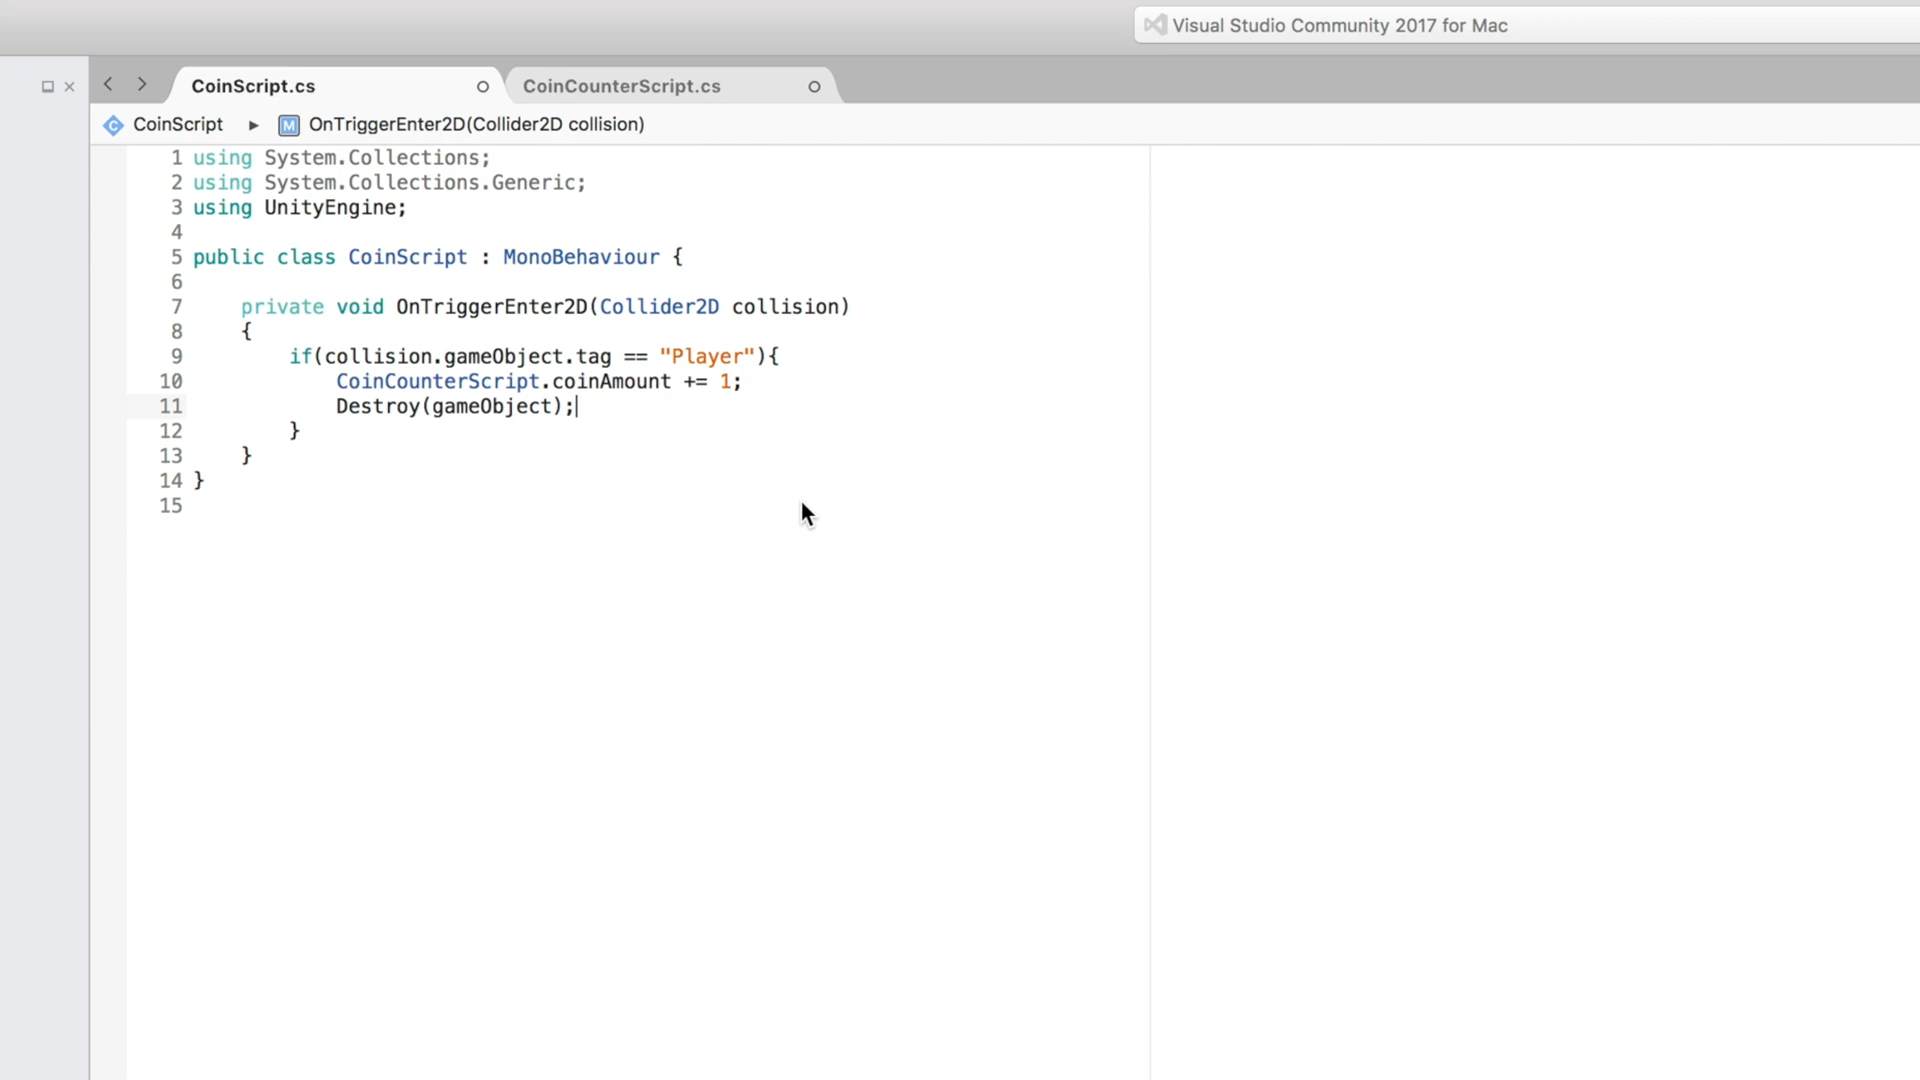 Visual Studio Community 2017 for Mac
CoinScript.cs
CoinCounterScript.cs
CoinScript ▸ M OnTriggerEnter2D(Collider2D collision)
1 using System.Collections;
2 using System.Collections.Generic;
3 using UnityEngine;
4
5 public class CoinScript : MonoBehaviour {
6
7     private void OnTriggerEnter2D(Collider2D collision)
8     {
9         if(collision.gameObject.tag == "Player"){
10             CoinCounterScript.coinAmount += 1;
11             Destroy(gameObject);
12         }
13     }
14 }
15